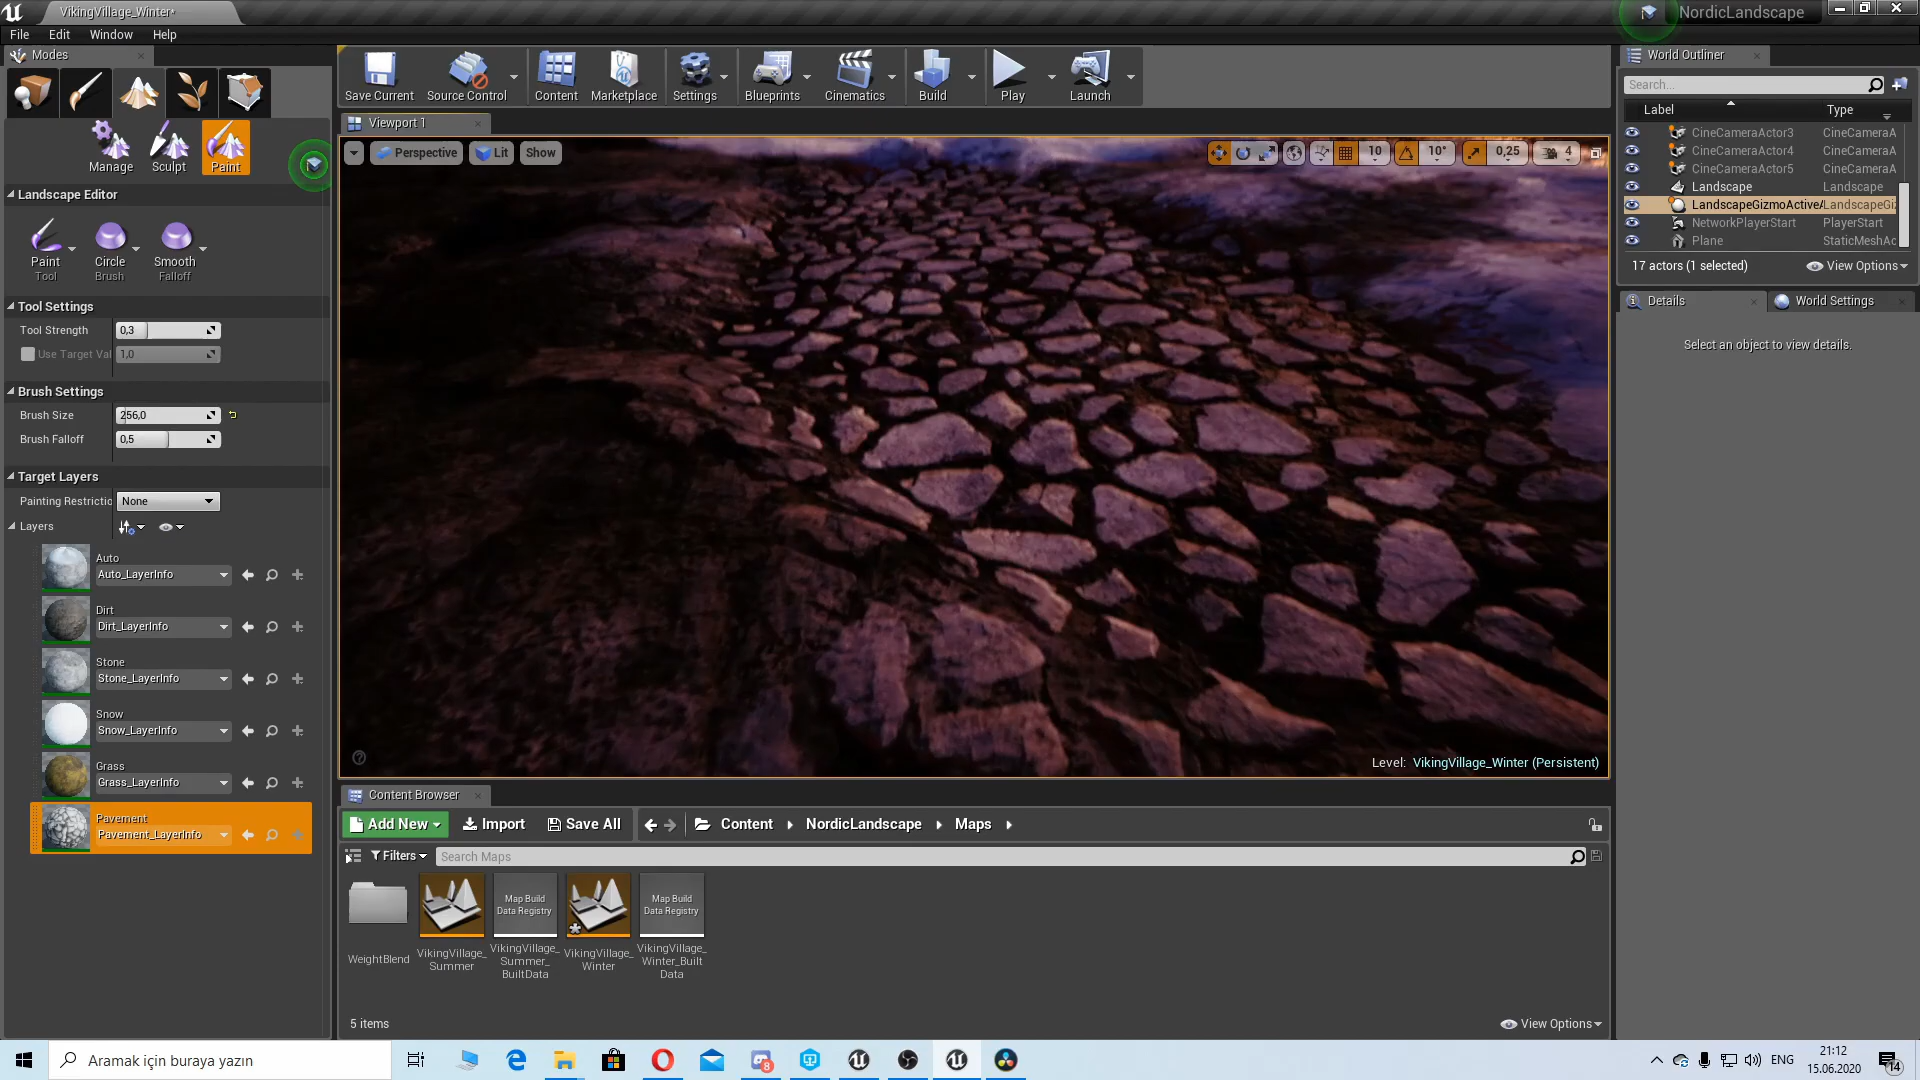 VikingVillage_Winter*
NordicLandscape
File Edit Window Help
Modes
Manage Sculpt Paint
Landscape Editor
Paint Circle Smooth
Tool Brush Falloff
Tool Settings
Tool Strength 0,3
Use Target Val 1,0
Brush Settings
Brush Size 256,0
Brush Falloff 0,5
Target Layers
Painting Restrictio None
Layers
Auto
Auto_LayerInfo
Dirt
Dirt_LayerInfo
Stone
Stone_LayerInfo
Snow
Snow_LayerInfo
Grass
Grass_LayerInfo
Pavement
Pavement_LayerInfo
Save Current Source Control Content Marketplace Settings Blueprints Cinematics Build Play Launch
Viewport 1
Perspective Lit Show
10 10° 0,25 4
Level: VikingVillage_Winter (Persistent)
Content Browser
Add New Import Save All Content NordicLandscape Maps
Filters Search Maps
Map Build
Data Registry
Map Build
Data Registry
WeightBlend
VikingVillage_
Summer
VikingVillage_
Summer_
BuiltData
VikingVillage_
Winter
VikingVillage_
Winter_Built
Data
5 items
View Options
World Outliner
Search...
Label Type
CineCameraActor3 CineCameraA
CineCameraActor4 CineCameraA
CineCameraActor5 CineCameraA
Landscape Landscape
LandscapeGizmoActiveA LandscapeGiz
NetworkPlayerStart PlayerStart
Plane StaticMeshAc
17 actors (1 selected) View Options
Details World Settings
Select an object to view details.
Aramak için buraya yazın
8
ENG
21:12
15.06.2020
14